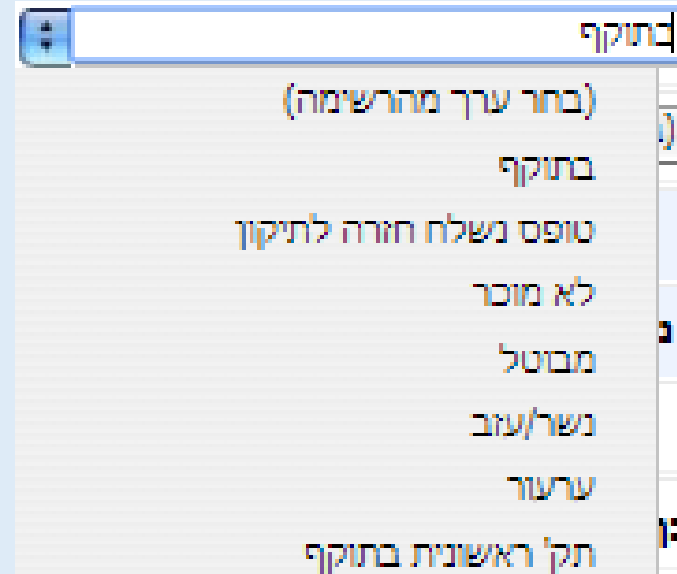 בתוקף
(בחר ערך מהרשימה)
בתוקף
טופס נשלח חזרה לתיקון
לא מוכר
מבוטל
נשר/עזב
ערעור
תק' ראשונית בתוקף